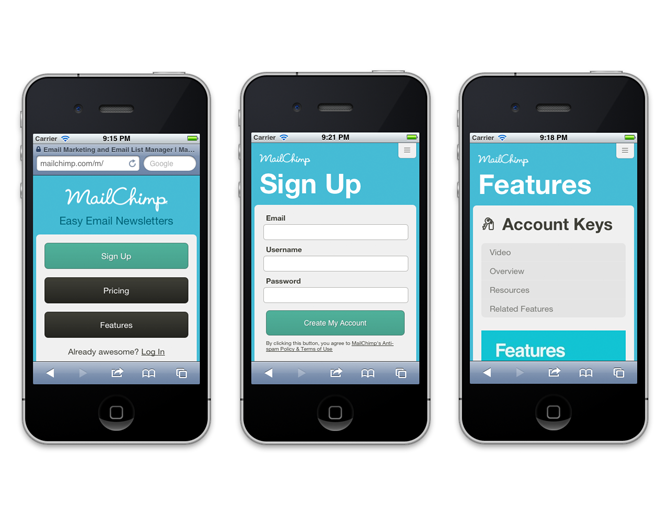 Carrier 9:15 PM
Email Marketing and Email List Manager | Ma...
mailchimp.com/m/ Google
MailChimp
Easy Email Newsletters
Sign Up
Pricing
Features
Already awesome? Log In
Carrier 9:21 PM
MailChimp
Sign Up
Email
Username
Password
Create My Account
By clicking this button, you agree to MailChimp's Anti-
spam Policy & Terms of Use
Carrier 9:18 PM
MailChimp
Features
Account Keys
Video
Overview
Resources
Related Features
Features